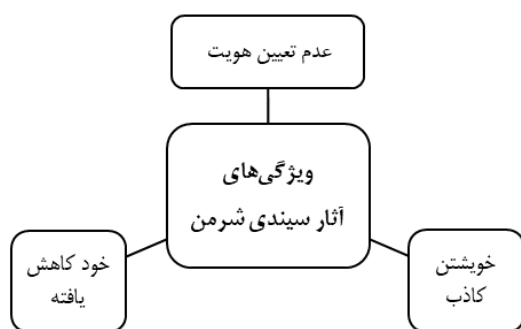 عدم تعیین هویت
ویژگی‌های
آثار سیندی شرمن
خویشتن
کاذب
خود کاهش
یافته